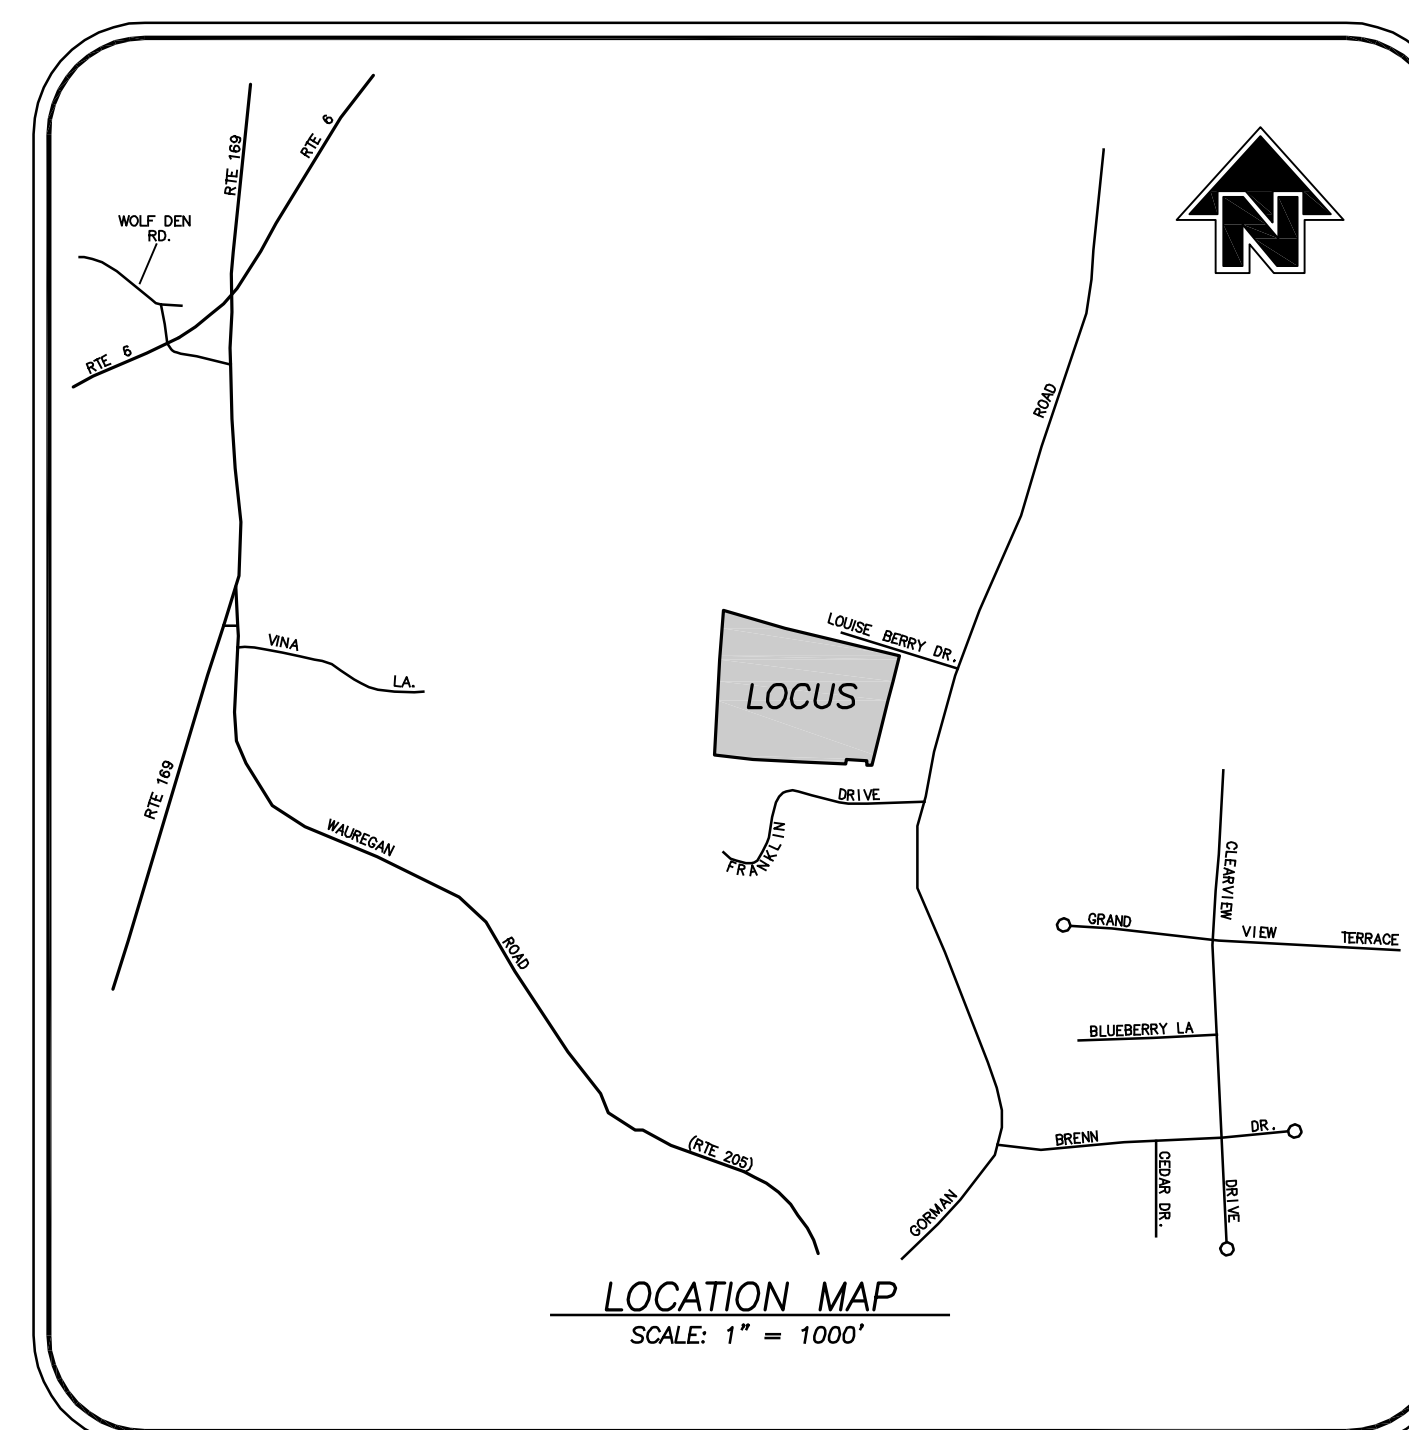 RTE 169
RTE 6
N
WOLF DEN
RD.
RTE 6
ROAD
LOUISE BERRY DR.
VINA LA.
LOCUS
RTE 169
DRIVE
FRANKLIN
WAUREGAN
CLEARVIEW
GRAND VIEW TERRACE
ROAD
BLUEBERRY LA
BRENN DR.
(RTE 205)
CEDAR DR.
DRIVE
GORMAN
LOCATION MAP
SCALE: 1" = 1000'